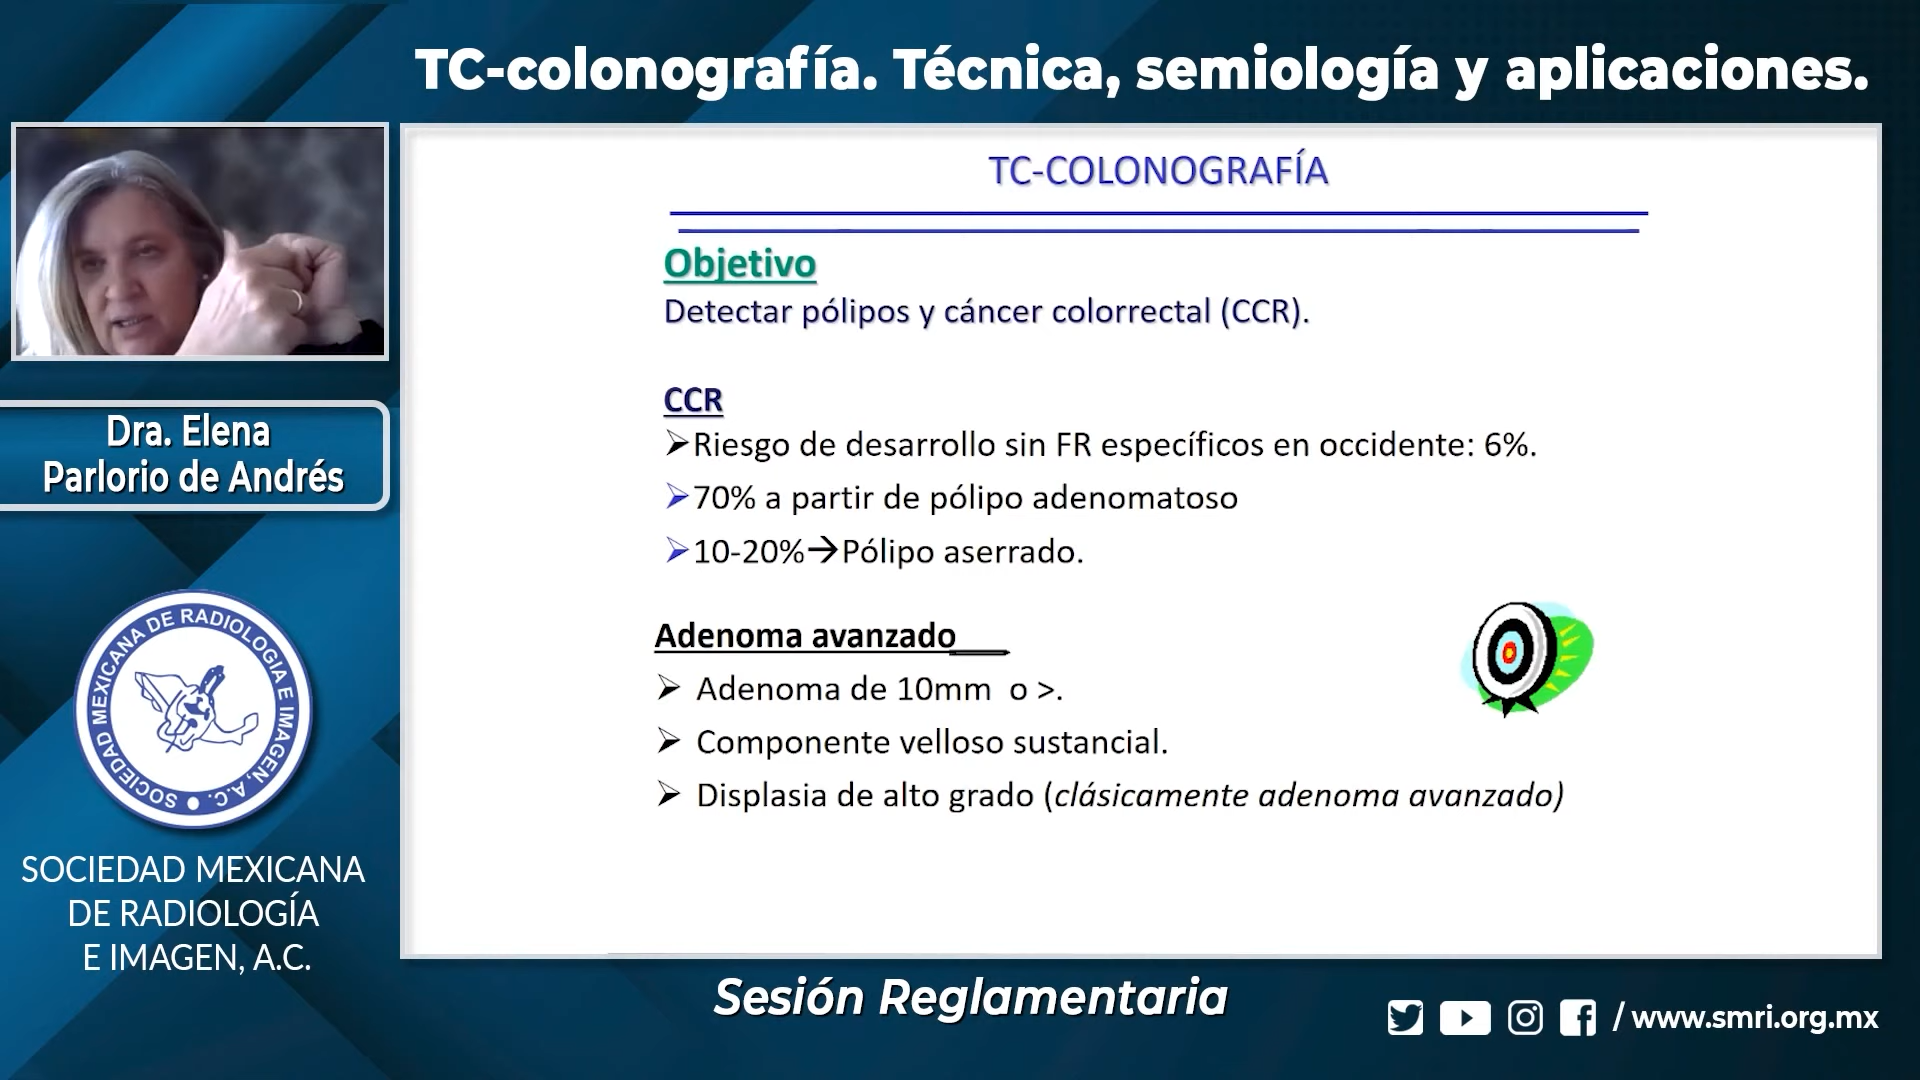 TC-colonografía. Técnica, semiología y aplicaciones.
TC-COLONOGRAFÍA
Objetivo
Detectar pólipos y cáncer colorrectal (CCR).
CCR
➢Riesgo de desarrollo sin FR específicos en occidente: 6%.
➢70% a partir de pólipo adenomatoso
➢10-20%→Pólipo aserrado.
Adenoma avanzado
➢ Adenoma de 10mm o >.
➢ Componente velloso sustancial.
➢ Displasia de alto grado (clásicamente adenoma avanzado)
Dra. Elena
Parlorio de Andrés
SOCIEDAD MEXICANA DE RADIOLOGIA E IMAGEN, A.C.
SOCIEDAD MEXICANA
DE RADIOLOGÍA
E IMAGEN, A.C.
Sesión Reglamentaria
/ www.smri.org.mx